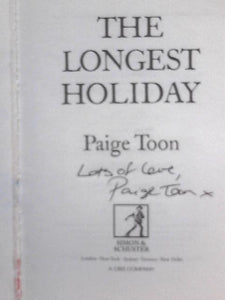 THE
LONGEST
HOLIDAY
Paige Toon
Lots of love,
Paige Toon x
SIMON &
SCHUSTER
London · New York · Sydney · Toronto · New Delhi
A CBS COMPANY